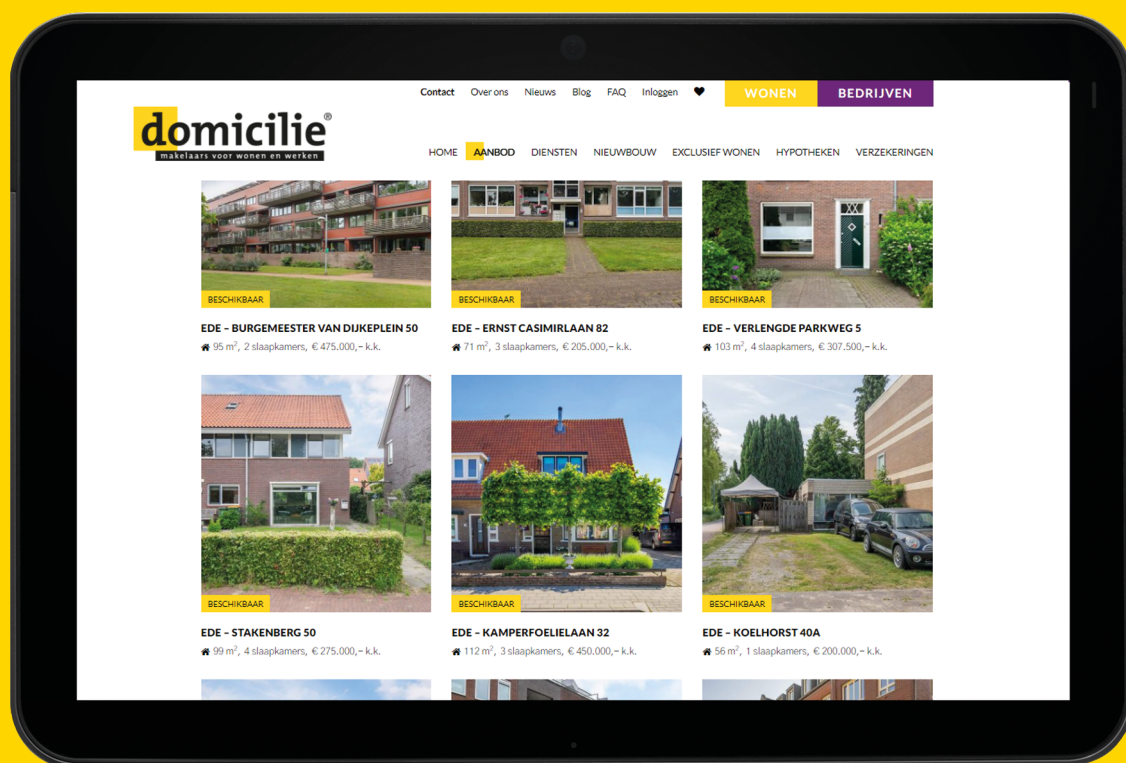 Contact Over ons Nieuws Blog FAQ Inloggen WONEN BEDRIJVEN
domicilie®
makelaars voor wonen en werken
HOME AANBOD DIENSTEN NIEUWBOUW EXCLUSIEF WONEN HYPOTHEKEN VERZEKERINGEN
BESCHIKBAAR BESCHIKBAAR BESCHIKBAAR
EDE – BURGEMEESTER VAN DIJKEPLEIN 50 EDE – ERNST CASIMIRLAAN 82 EDE – VERLENGDE PARKWEG 5
95 m², 2 slaapkamers, € 475.000,– k.k. 71 m², 3 slaapkamers, € 205.000,– k.k. 103 m², 4 slaapkamers, € 307.500,– k.k.
BESCHIKBAAR BESCHIKBAAR BESCHIKBAAR
EDE – STAKENBERG 50 EDE – KAMPERFOELIELAAN 32 EDE – KOELHORST 40A
99 m², 4 slaapkamers, € 275.000,– k.k. 112 m², 3 slaapkamers, € 450.000,– k.k. 56 m², 1 slaapkamers, € 200.000,– k.k.